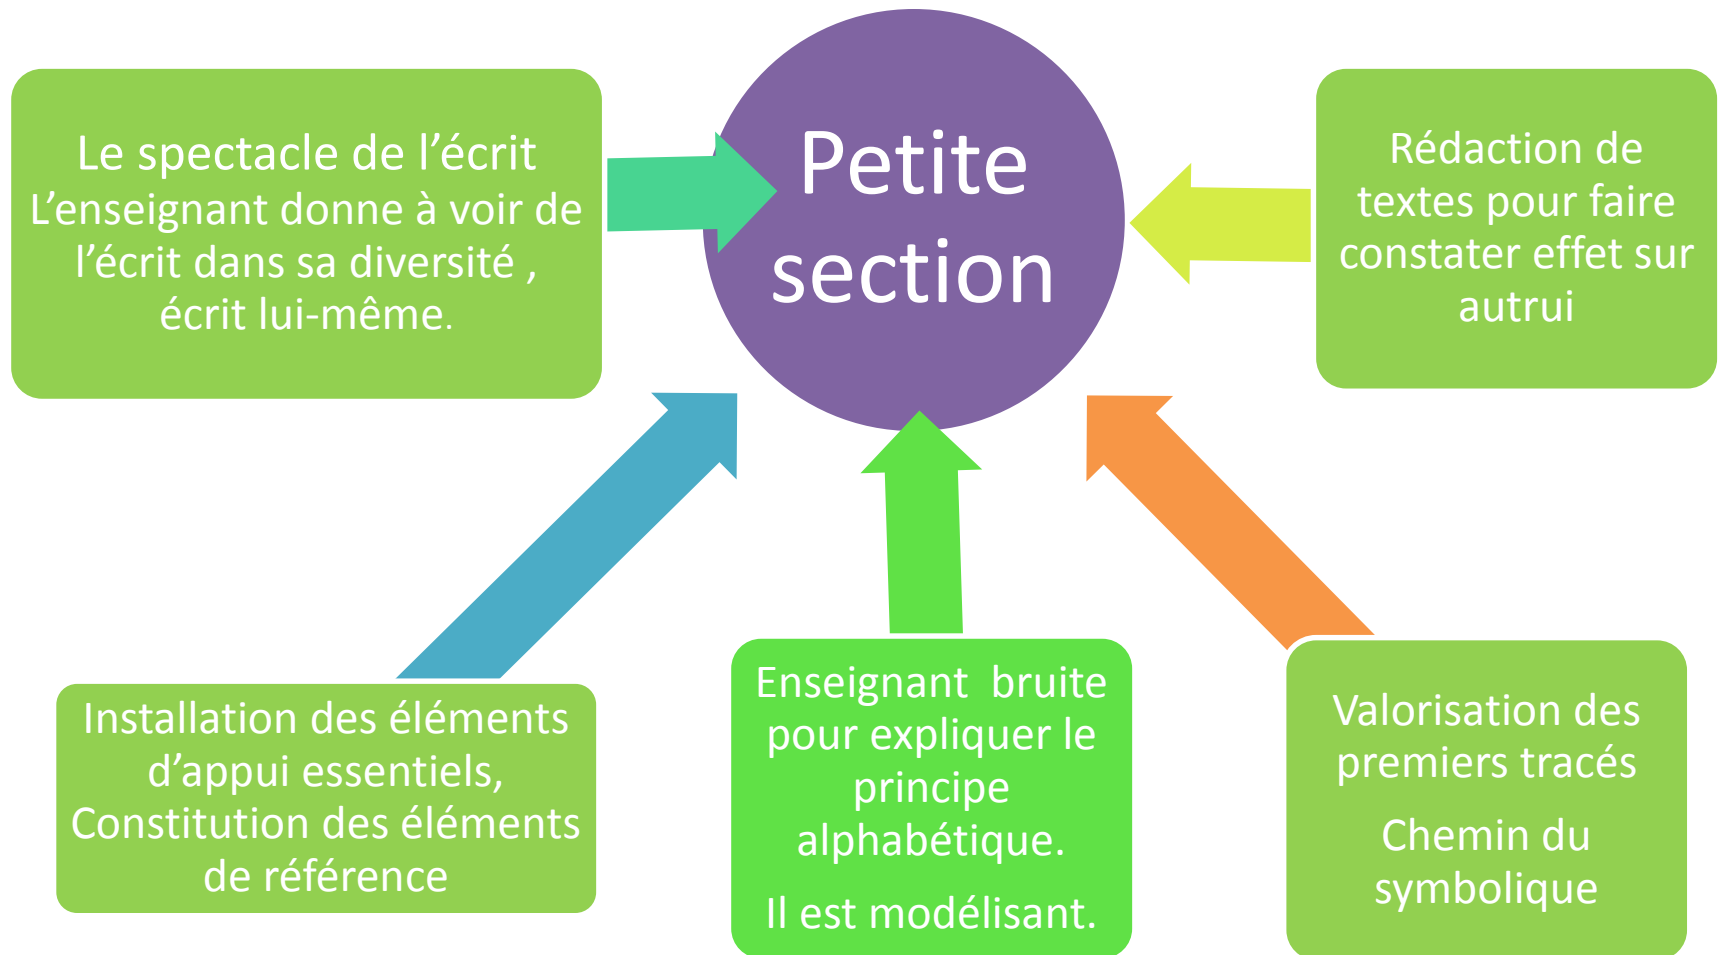 Le spectacle de l’écrit
L’enseignant donne à voir de
l’écrit dans sa diversité ,
écrit lui-même.
Petite
section
Rédaction de
textes pour faire
constater effet sur
autrui
Installation des éléments
d’appui essentiels,
Constitution des éléments
de référence
Enseignant  bruite
pour expliquer le
principe
alphabétique.
Il est modélisant.
Valorisation des
premiers tracés
Chemin du
symbolique